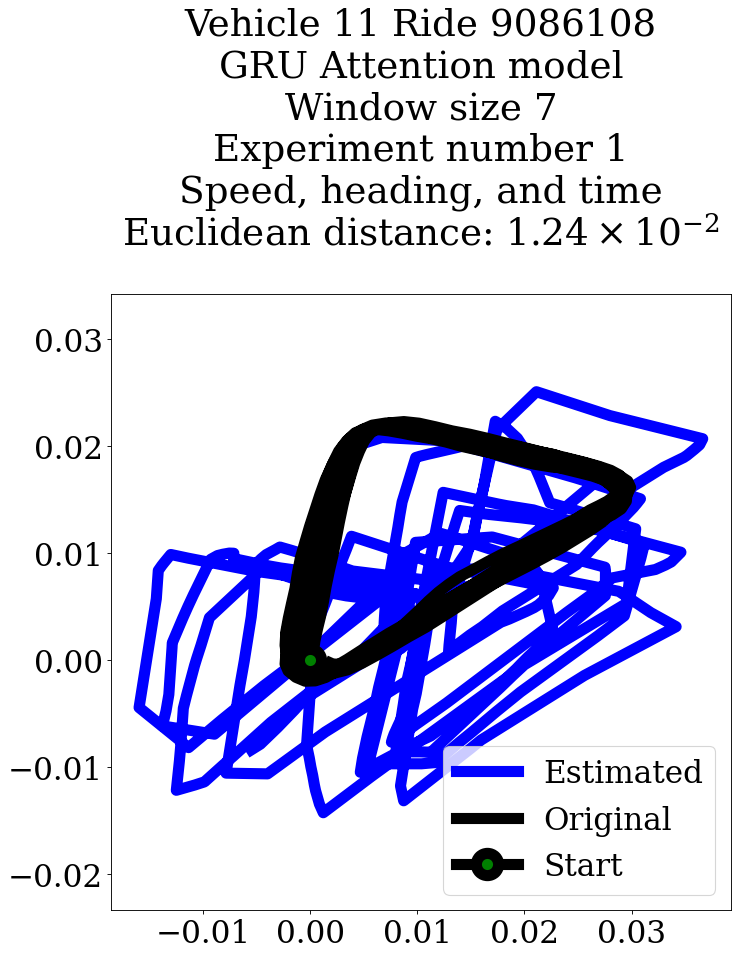 Vehicle 11 Ride 9086108
GRU Attention model
Window size 7
Experiment number 1
Speed, heading, and time
Euclidean distance: 1.24 × 10⁻²
0.03
0.02
0.01
0.00
−0.01
−0.02
Estimated
Original
Start
−0.01 0.00 0.01 0.02 0.03